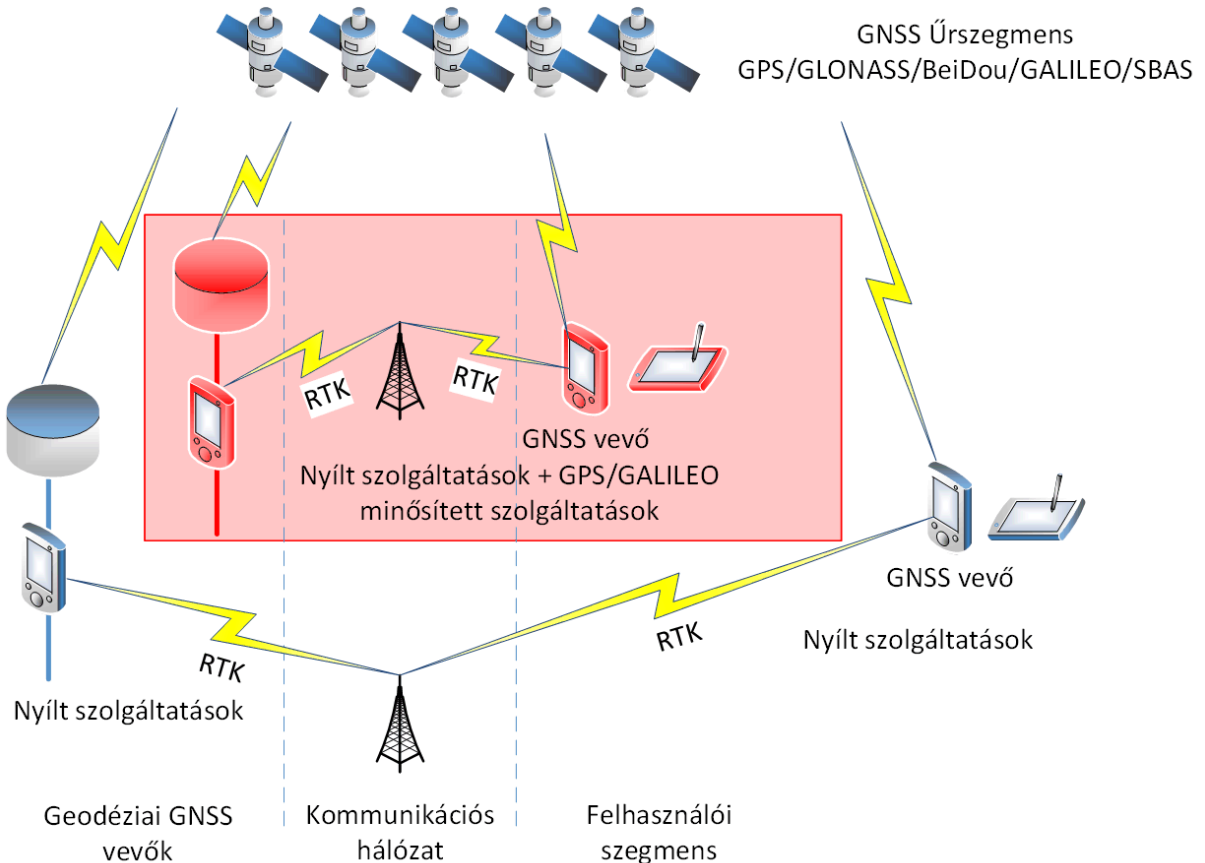 GNSS Űrszegmens
GPS/GLONASS/BeiDou/GALILEO/SBAS
RTK
RTK
GNSS vevő
Nyílt szolgáltatások + GPS/GALILEO
minősített szolgáltatások
GNSS vevő
RTK
RTK
Nyílt szolgáltatások
Nyílt szolgáltatások
Geodéziai GNSS
vevők
Kommunikációs
hálózat
Felhasználói
szegmens